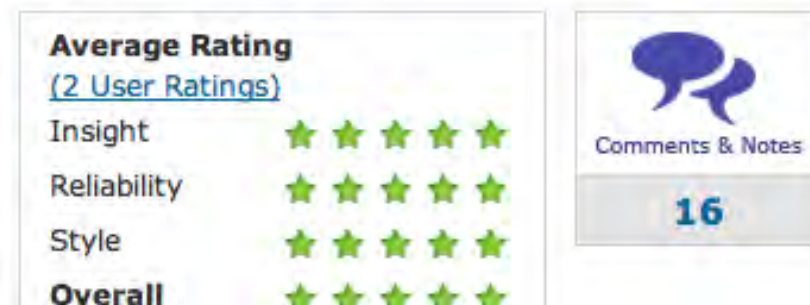 Average Rating
(2 User Ratings)
Insight
Reliability
Style
Overall
Comments & Notes
16